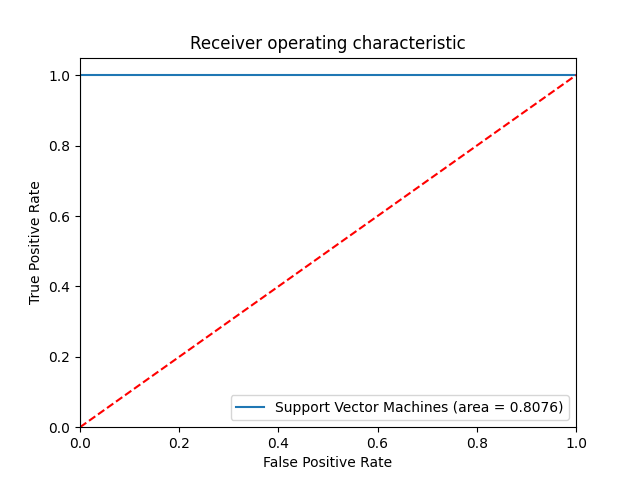 Receiver operating characteristic
True Positive Rate
1.0
0.8
0.6
0.4
0.2
0.0
Support Vector Machines (area = 0.8076)
0.0 0.2 0.4 0.6 0.8 1.0
False Positive Rate